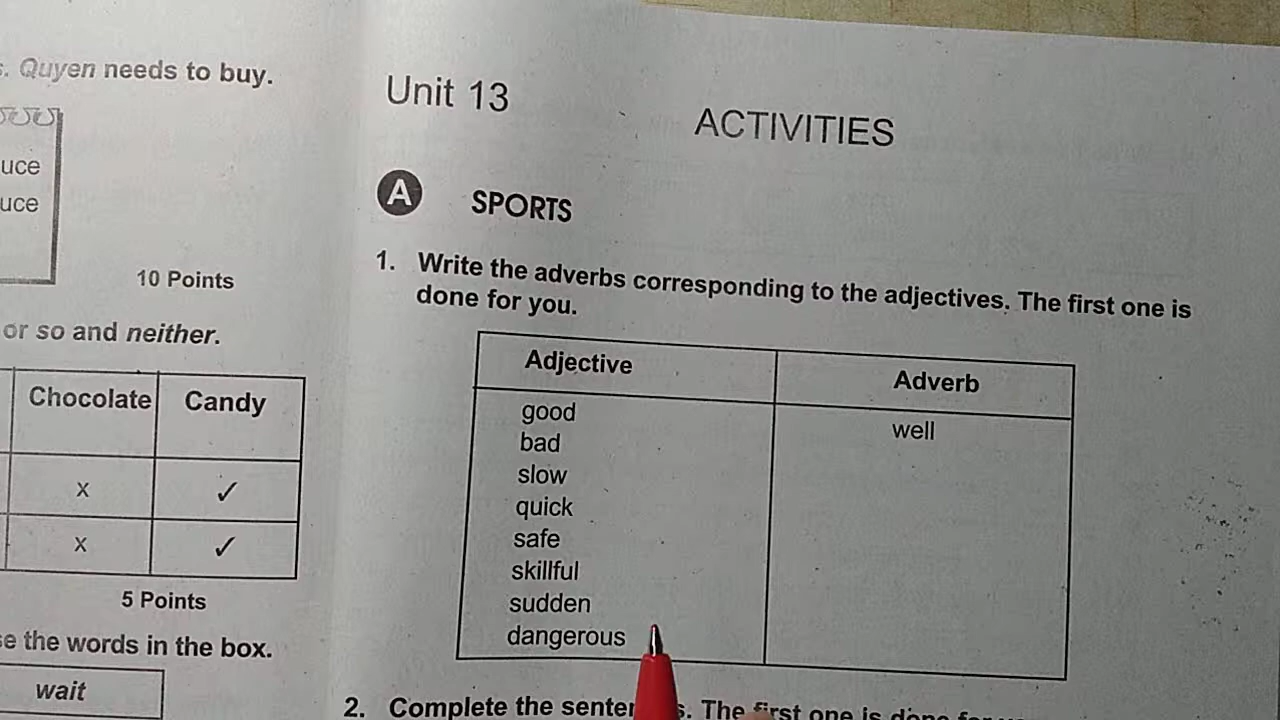 s. Quyen needs to buy.
uce
uce
10 Points
or so and neither.
Chocolate Candy
x ✓
x ✓
5 Points
se the words in the box.
wait
Unit 13
ACTIVITIES
A SPORTS
1. Write the adverbs corresponding to the adjectives. The first one is
done for you.
Adjective Adverb
good well
bad
slow
quick
safe
skillful
sudden
dangerous
2. Complete the . The first one is done